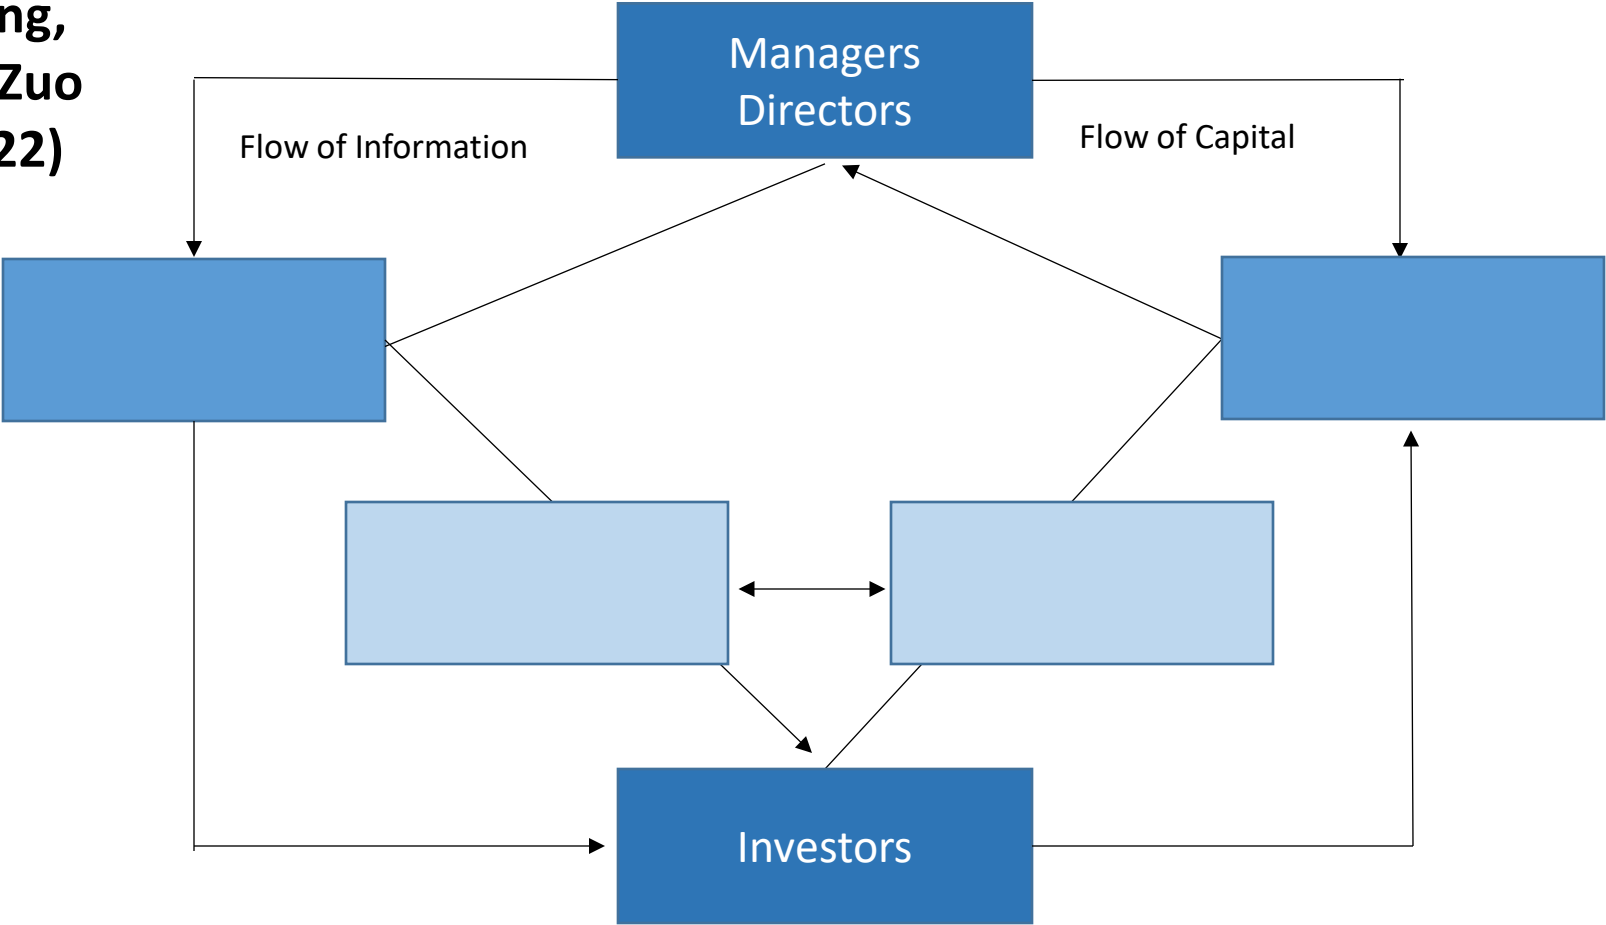 ng,
Zuo
22)
Managers
Directors
Flow of Information
Flow of Capital
Investors